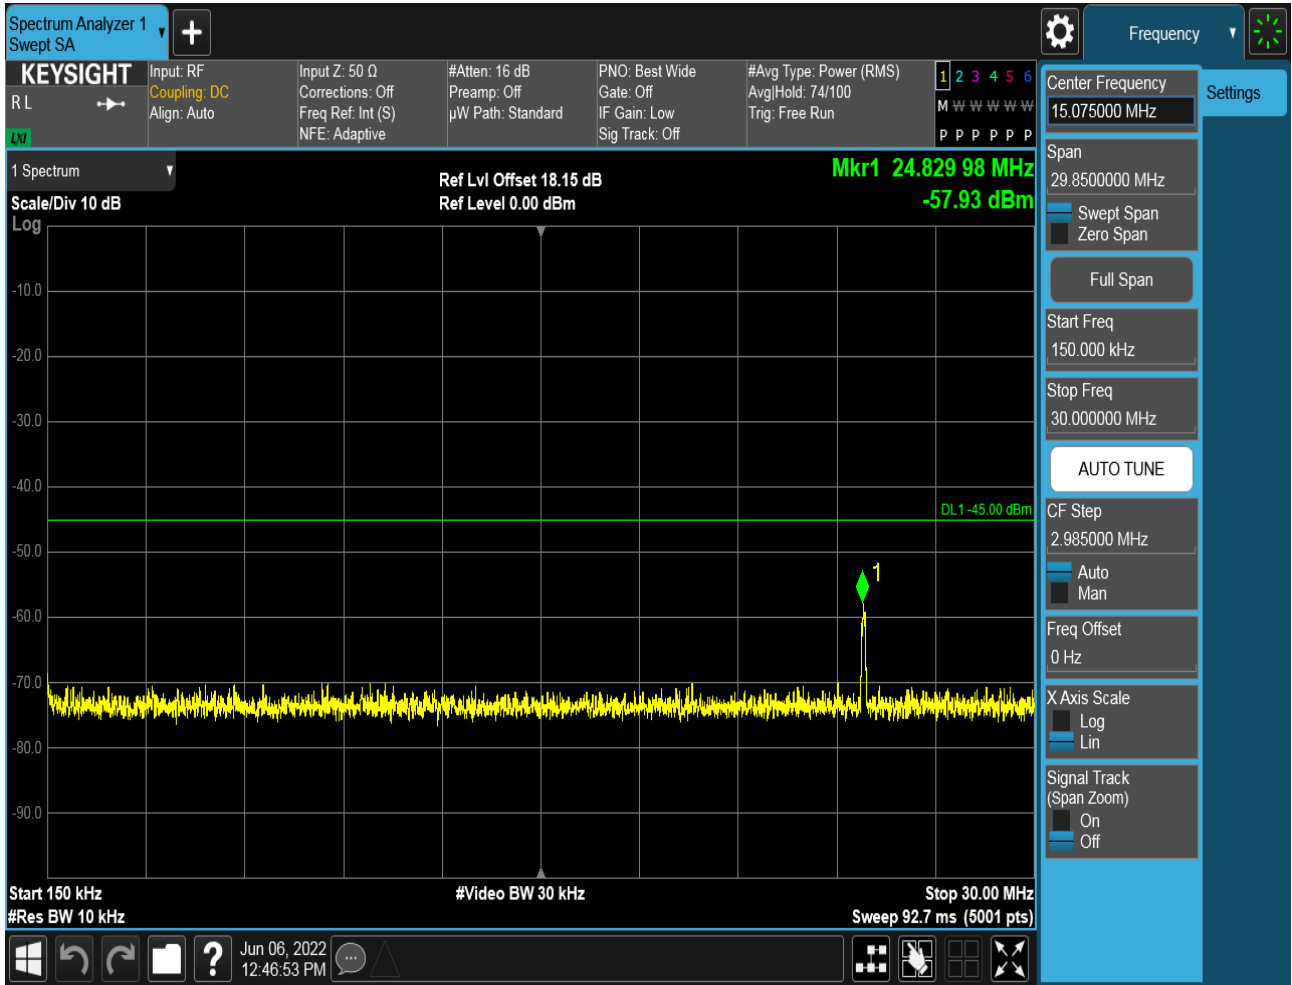 Spectrum Analyzer 1
Swept SA
Frequency
KEYSIGHT
R L
LXI
Input: RF
Coupling: DC
Align: Auto
Input Z: 50 Ω
Corrections: Off
Freq Ref: Int (S)
NFE: Adaptive
#Atten: 16 dB
Preamp: Off
µW Path: Standard
PNO: Best Wide
Gate: Off
IF Gain: Low
Sig Track: Off
#Avg Type: Power (RMS)
Avg|Hold: 74/100
Trig: Free Run
1 2 3 4 5 6
M W W W W W
P P P P P P
1 Spectrum
Scale/Div 10 dB
Log
Ref Lvl Offset 18.15 dB
Ref Level 0.00 dBm
Mkr1 24.829 98 MHz
-57.93 dBm
-10.0
-20.0
-30.0
-40.0
-50.0
-60.0
-70.0
-80.0
-90.0
DL1 -45.00 dBm
1
Start 150 kHz
#Res BW 10 kHz
#Video BW 30 kHz
Stop 30.00 MHz
Sweep 92.7 ms (5001 pts)
Center Frequency
15.075000 MHz
Span
29.8500000 MHz
Swept Span
Zero Span
Full Span
Start Freq
150.000 kHz
Stop Freq
30.000000 MHz
AUTO TUNE
CF Step
2.985000 MHz
Auto
Man
Freq Offset
0 Hz
X Axis Scale
Log
Lin
Signal Track
(Span Zoom)
On
Off
Settings
?
Jun 06, 2022
12:46:53 PM